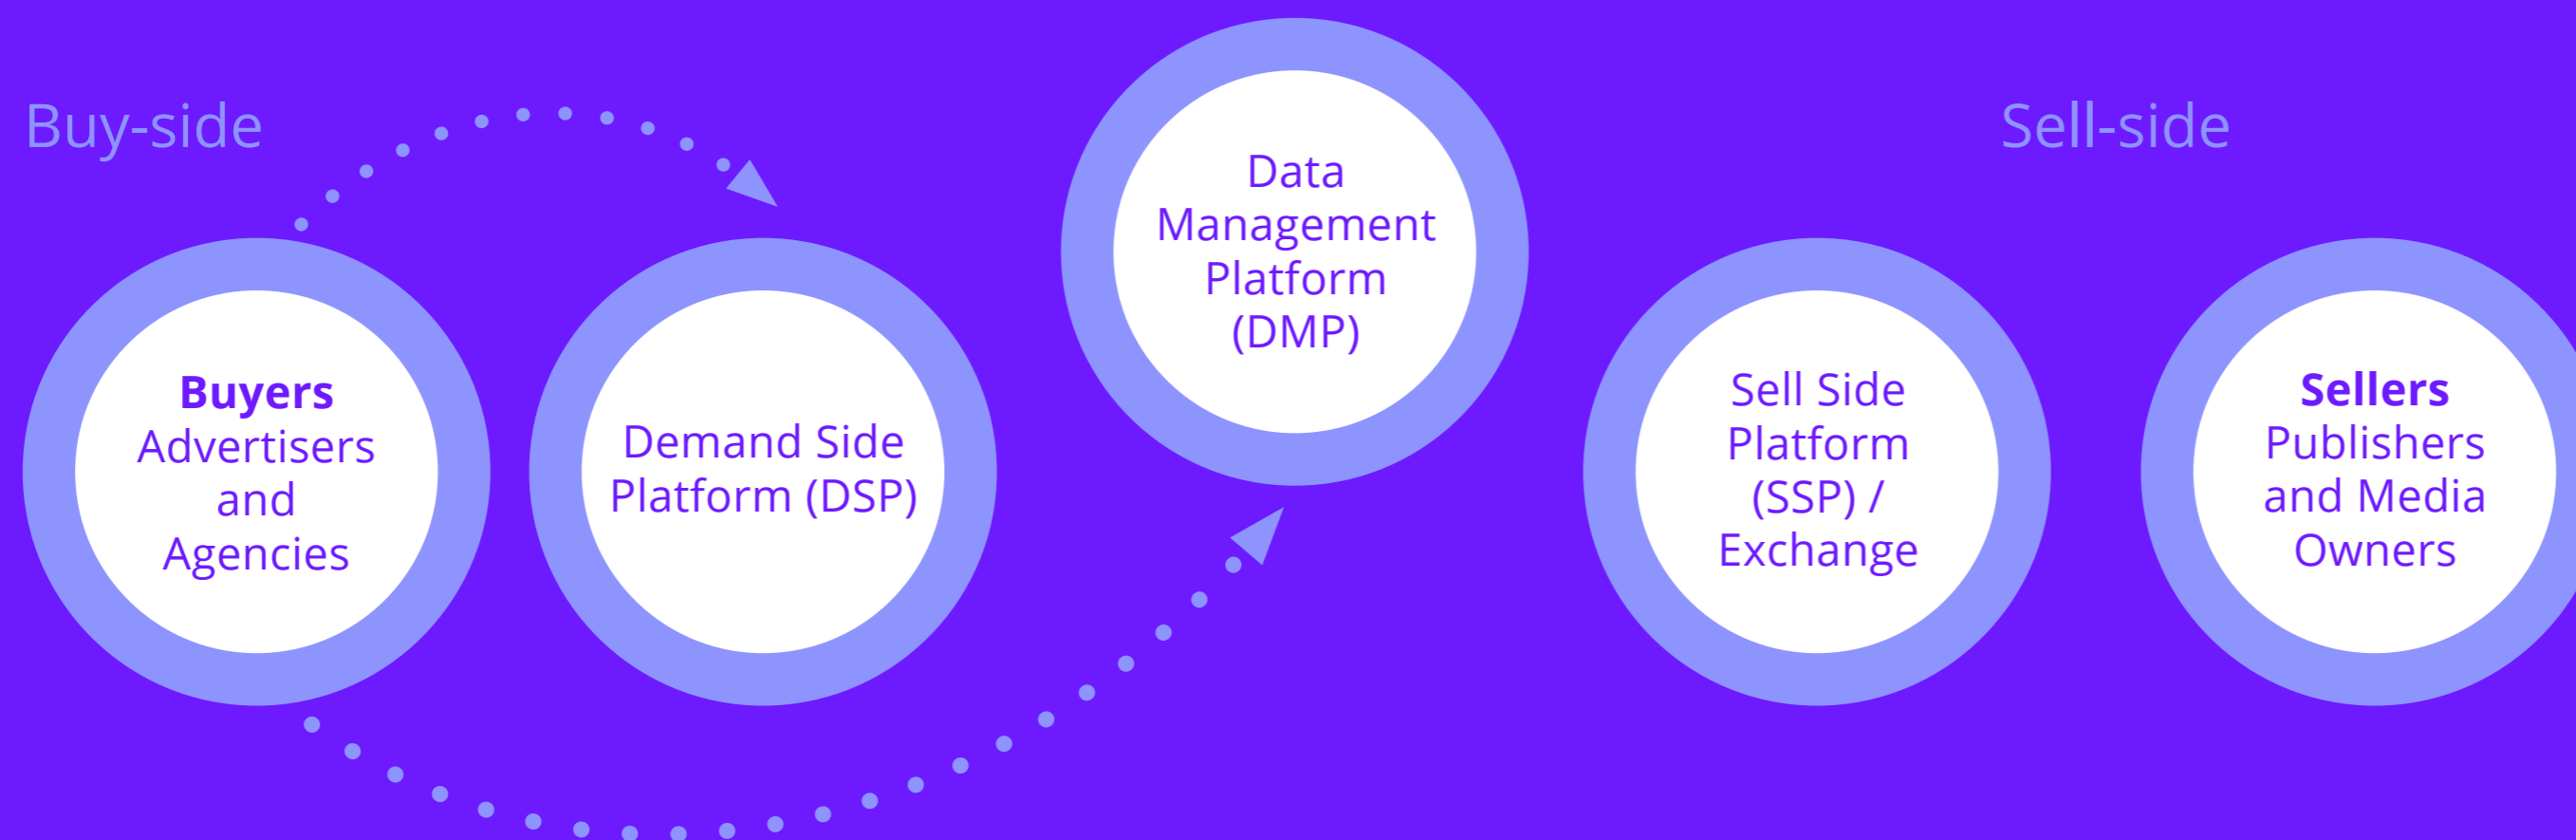 Buy-side
Sell-side
Buyers
Advertisers
and
Agencies
Demand Side
Platform (DSP)
Data
Management
Platform
(DMP)
Sell Side
Platform
(SSP) /
Exchange
Sellers
Publishers
and Media
Owners